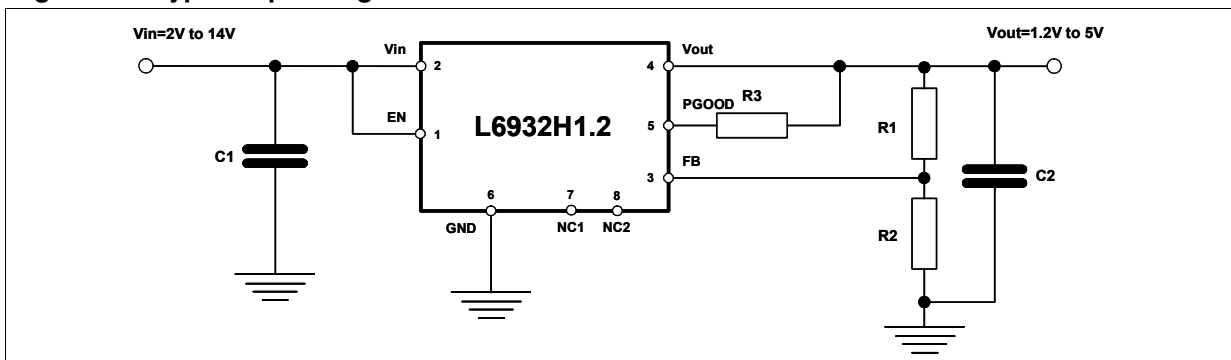 Vin=2V to 14V
Vout=1.2V to 5V
Vin
2
EN
1
L6932H1.2
Vout
4
PGOOD
5
R3
FB
3
R1
R2
C1
C2
6
7
8
GND
NC1
NC2